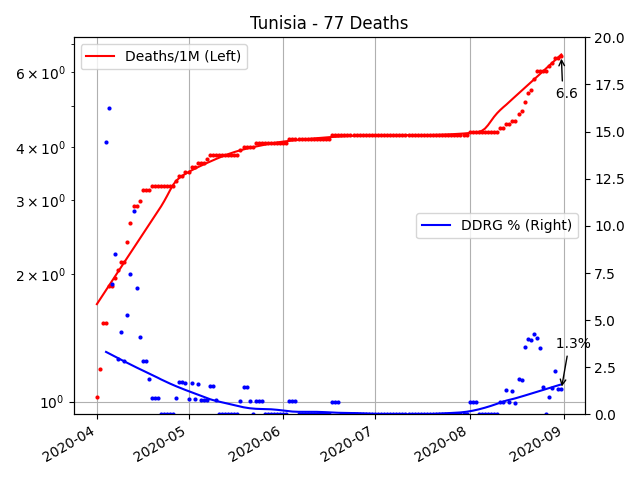 Tunisia - 77 Deaths
Deaths/1M (Left)
DDRG % (Right)
6.6
1.3%
6 × 10⁰
4 × 10⁰
3 × 10⁰
2 × 10⁰
10⁰
20.0
17.5
15.0
12.5
10.0
7.5
5.0
2.5
0.0
2020-04
2020-05
2020-06
2020-07
2020-08
2020-09